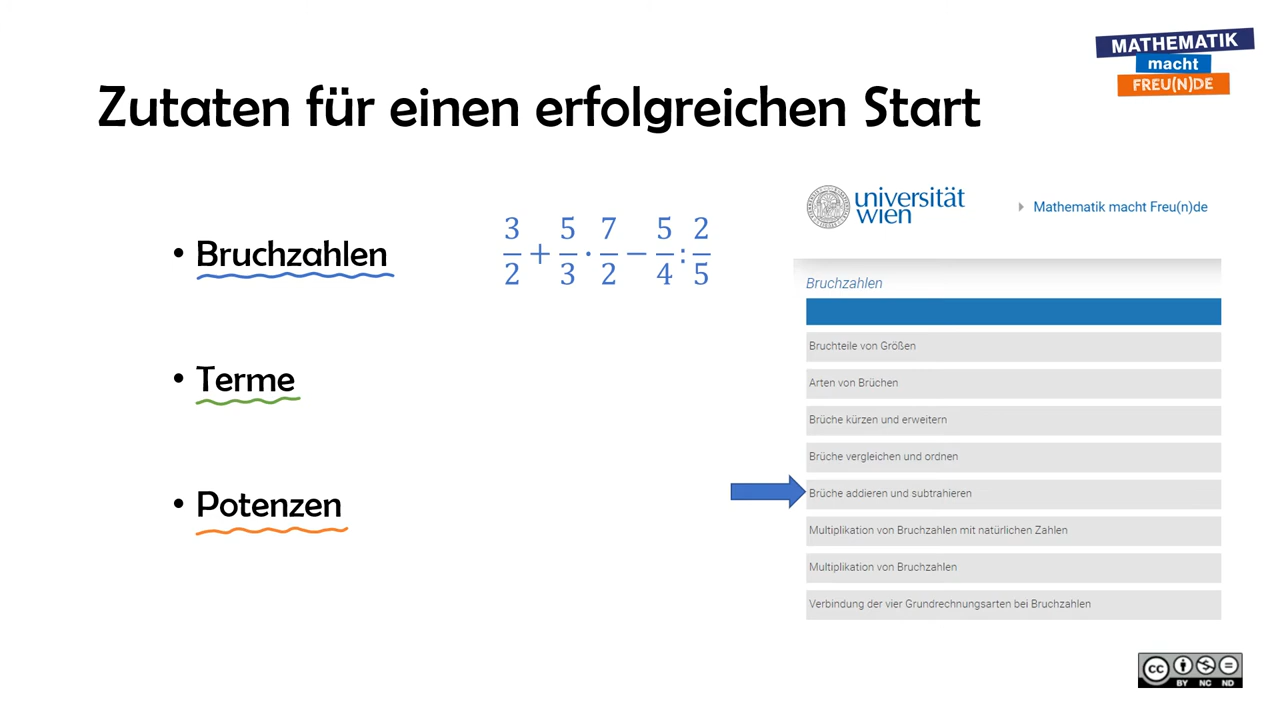 MATHEMATIK
macht
FREU(N)DE
Zutaten für einen erfolgreichen Start
• Bruchzahlen
3/2 + 5/3 · 7/2 − 5/4 : 2/5
• Terme
• Potenzen
universität
wien
Mathematik macht Freu(n)de
Bruchzahlen
Bruchteile von Größen
Arten von Brüchen
Brüche kürzen und erweitern
Brüche vergleichen und ordnen
Brüche addieren und subtrahieren
Multiplikation von Bruchzahlen mit natürlichen Zahlen
Multiplikation von Bruchzahlen
Verbindung der vier Grundrechnungsarten bei Bruchzahlen
cc
BY NC ND